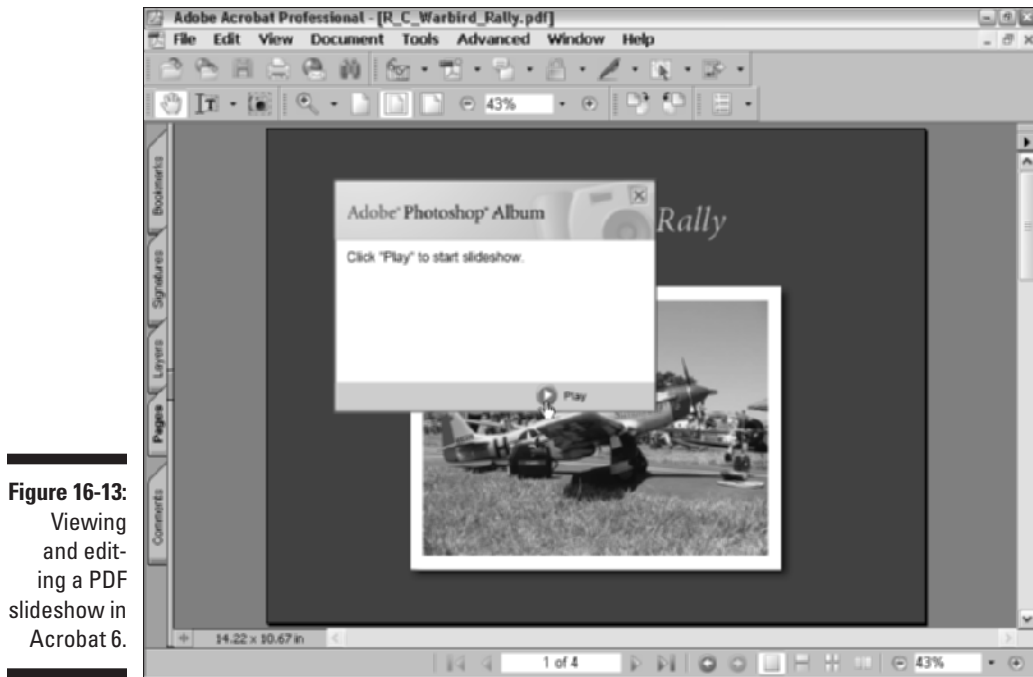 Adobe Acrobat Professional - [R_C_Warbird_Rally.pdf]
File Edit View Document Tools Advanced Window Help
43%
Bookmarks
Signatures
Layers
Pages
Comments
Adobe® Photoshop® Album
Rally
Click "Play" to start slideshow.
Play
14.22 x 10.67 in
1 of 4
43%
Figure 16-13:
Viewing
and edit-
ing a PDF
slideshow in
Acrobat 6.